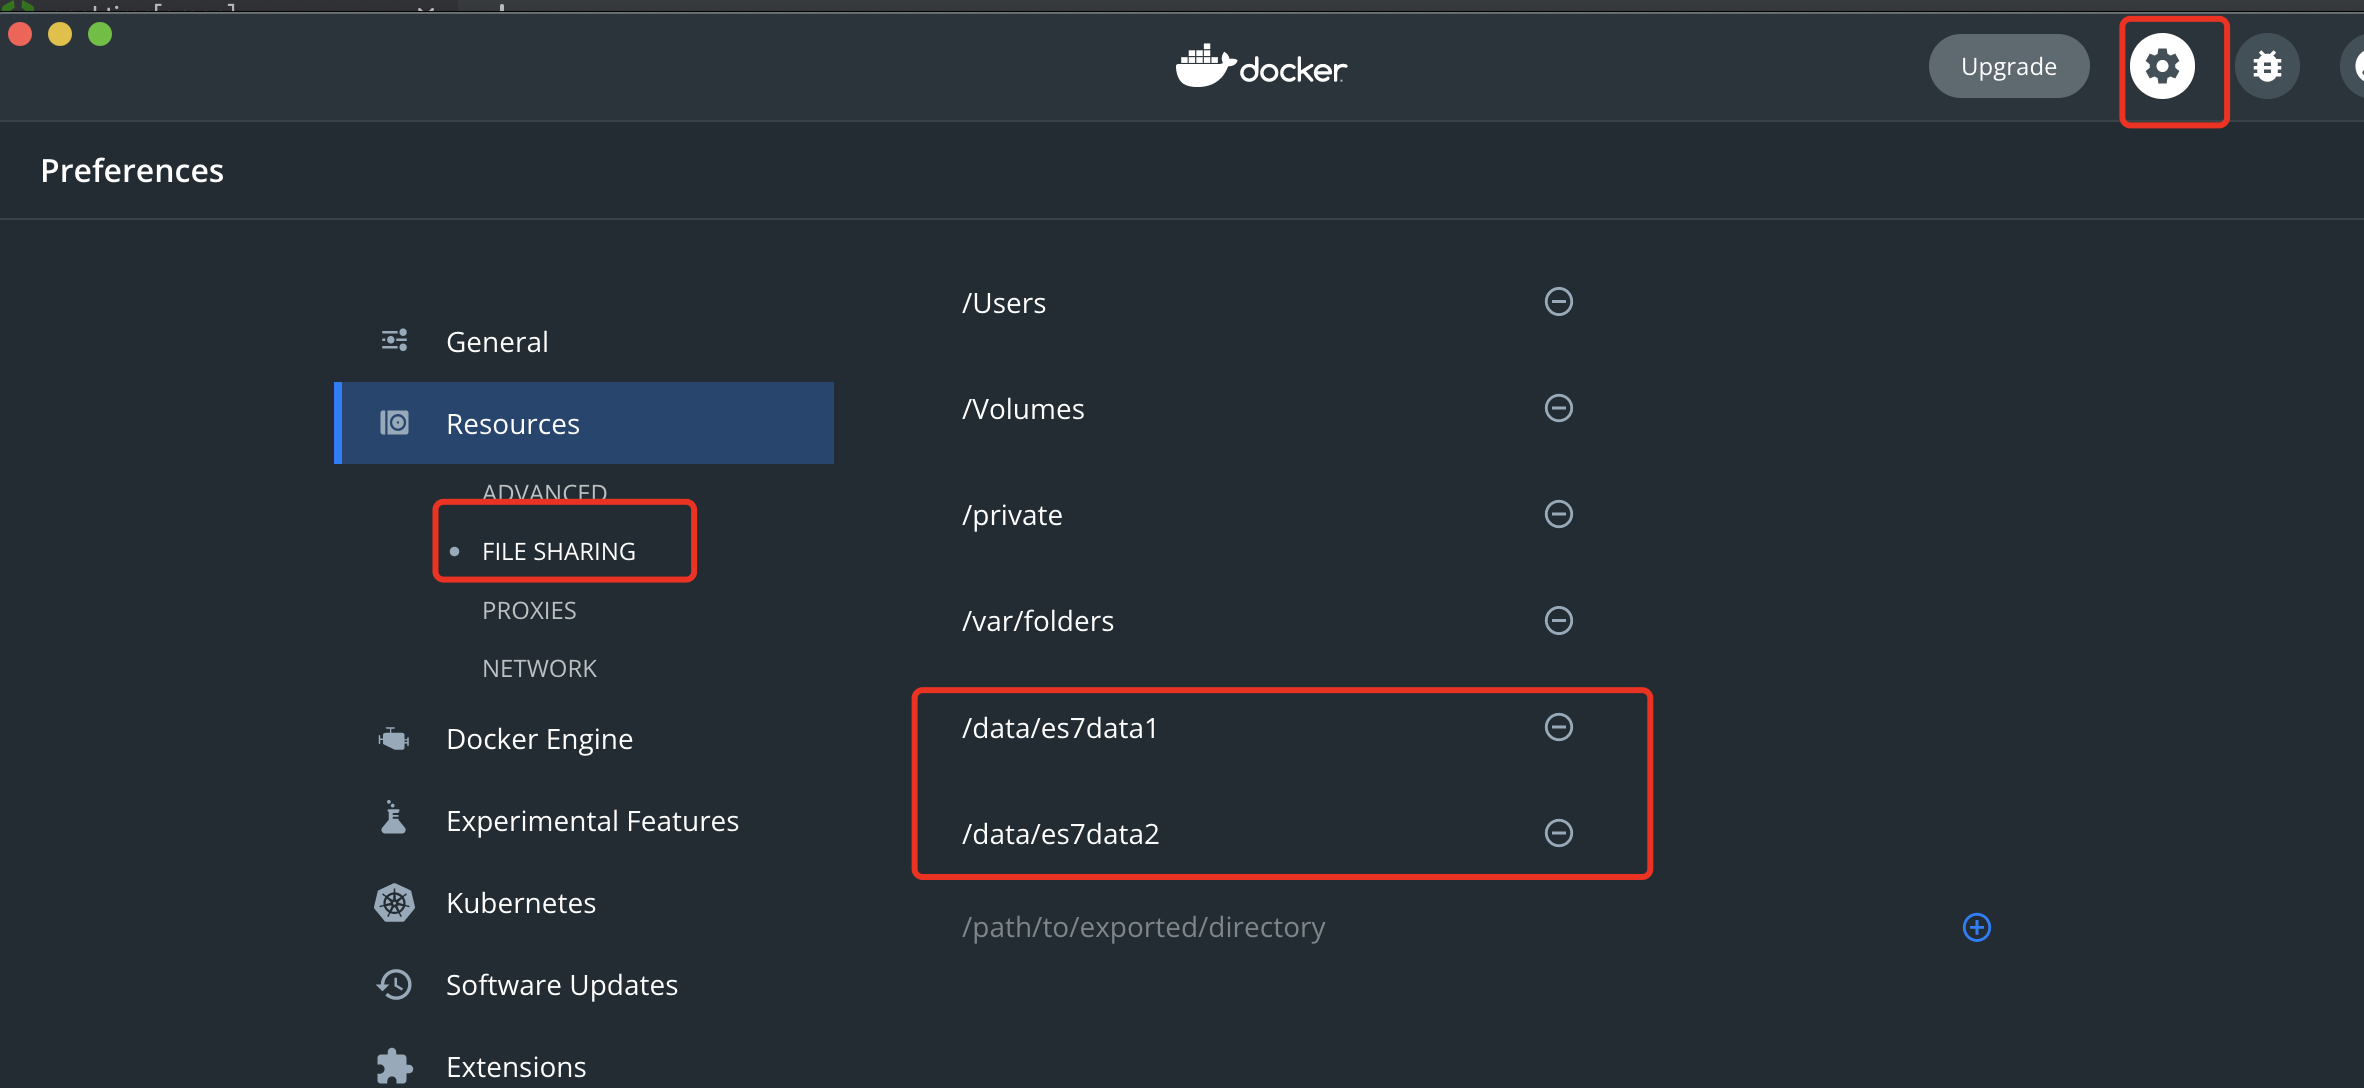 docker
Upgrade
Preferences
General
Resources
ADVANCED
FILE SHARING
PROXIES
NETWORK
Docker Engine
Experimental Features
Kubernetes
Software Updates
Extensions
/Users
/Volumes
/private
/var/folders
/data/es7data1
/data/es7data2
/path/to/exported/directory